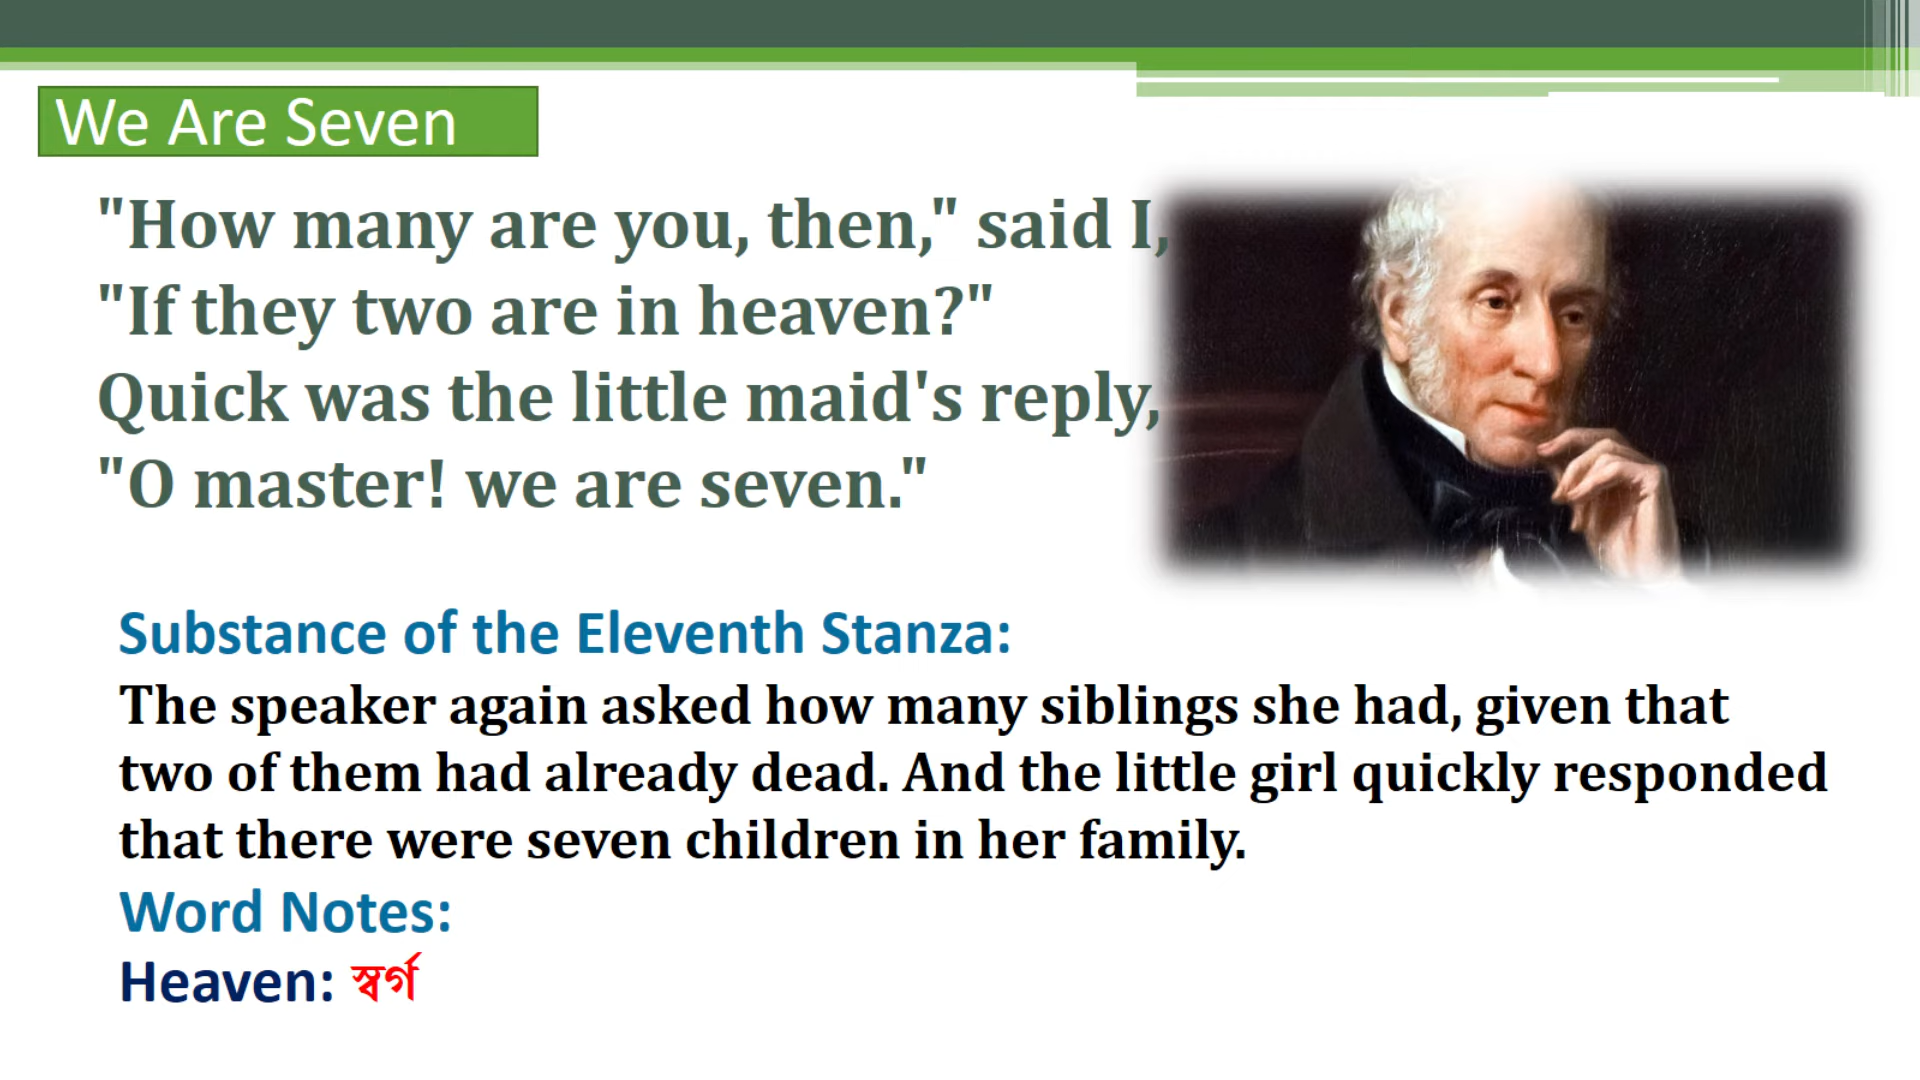 We Are Seven
"How many are you, then," said I,
"If they two are in heaven?"
Quick was the little maid's reply,
"O master! we are seven."
Substance of the Eleventh Stanza:
The speaker again asked how many siblings she had, given that
two of them had already dead. And the little girl quickly responded
that there were seven children in her family.
Word Notes:
Heaven: স্বর্গ